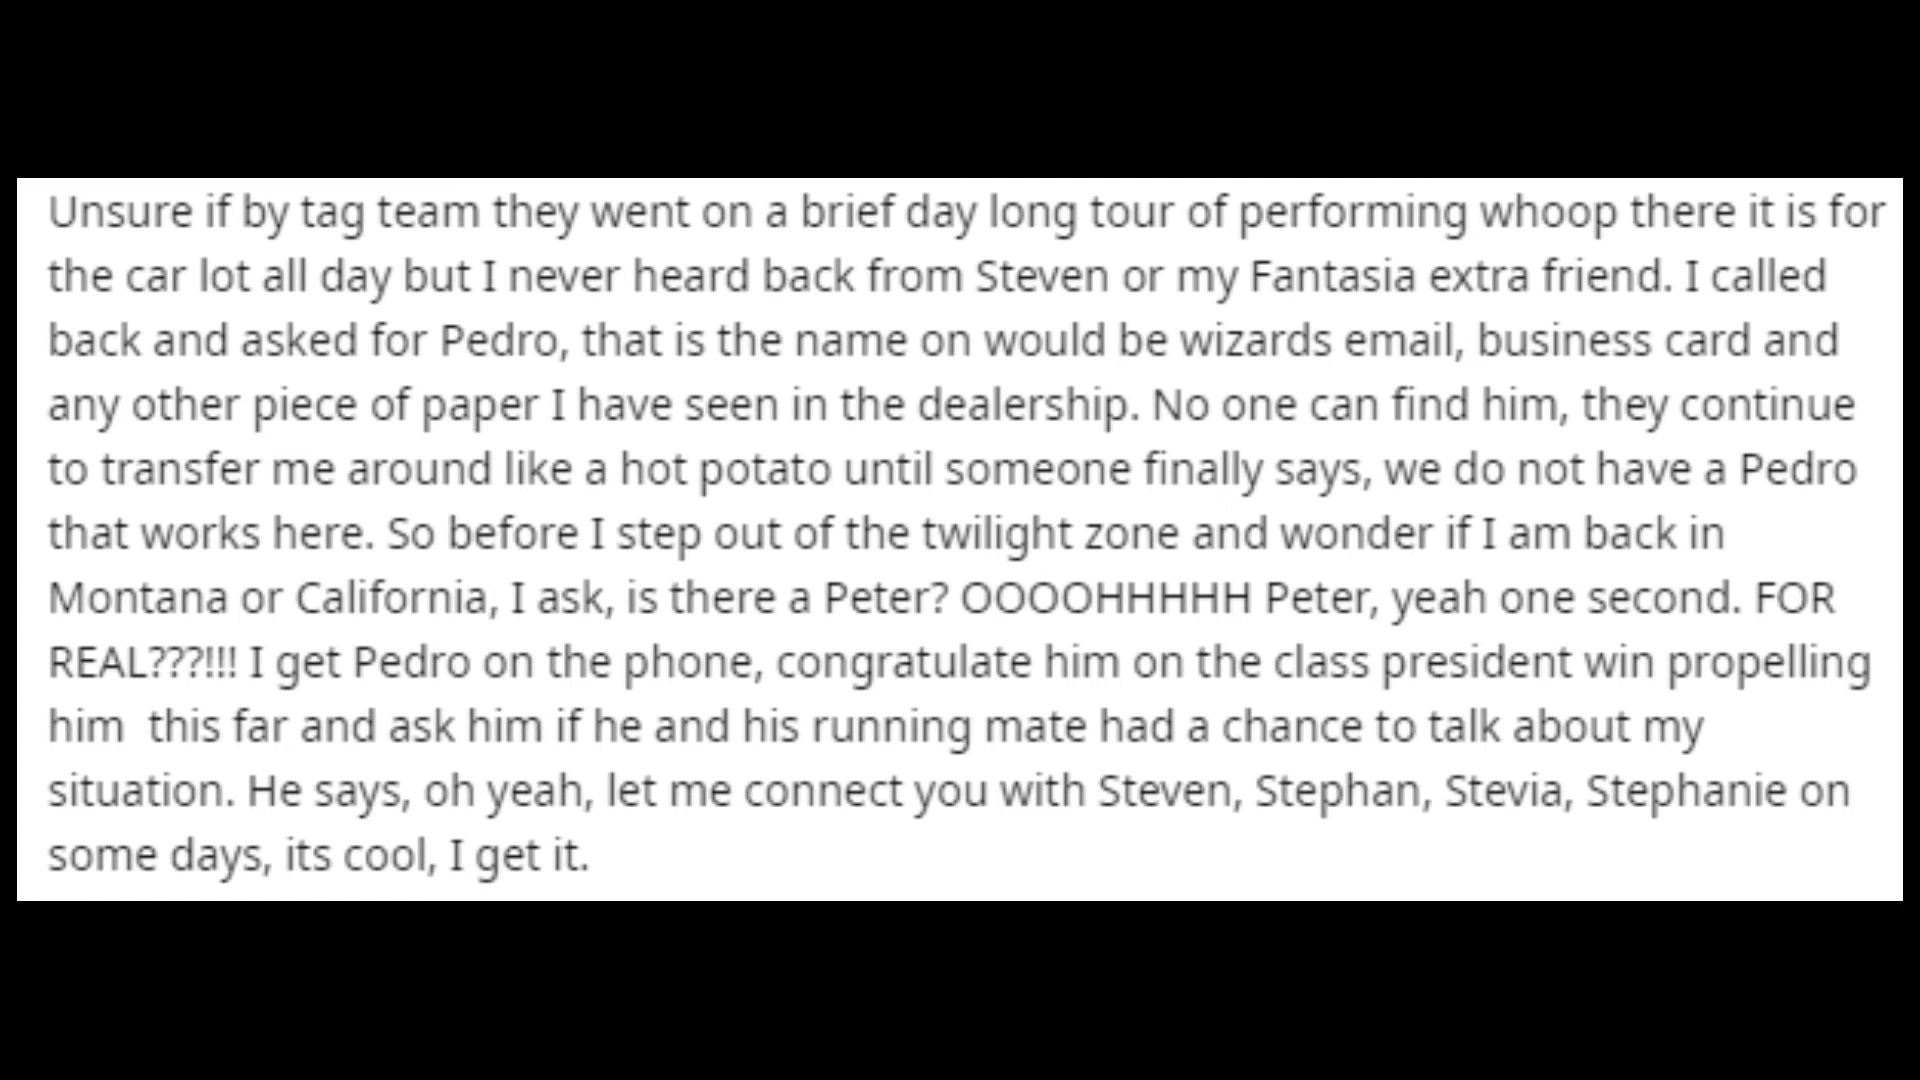 Unsure if by tag team they went on a brief day long tour of performing whoop there it is for
the car lot all day but I never heard back from Steven or my Fantasia extra friend. I called
back and asked for Pedro, that is the name on would be wizards email, business card and
any other piece of paper I have seen in the dealership. No one can find him, they continue
to transfer me around like a hot potato until someone finally says, we do not have a Pedro
that works here. So before I step out of the twilight zone and wonder if I am back in
Montana or California, I ask, is there a Peter? OOOOHHHHH Peter, yeah one second. FOR
REAL???!!! I get Pedro on the phone, congratulate him on the class president win propelling
him  this far and ask him if he and his running mate had a chance to talk about my
situation. He says, oh yeah, let me connect you with Steven, Stephan, Stevia, Stephanie on
some days, its cool, I get it.